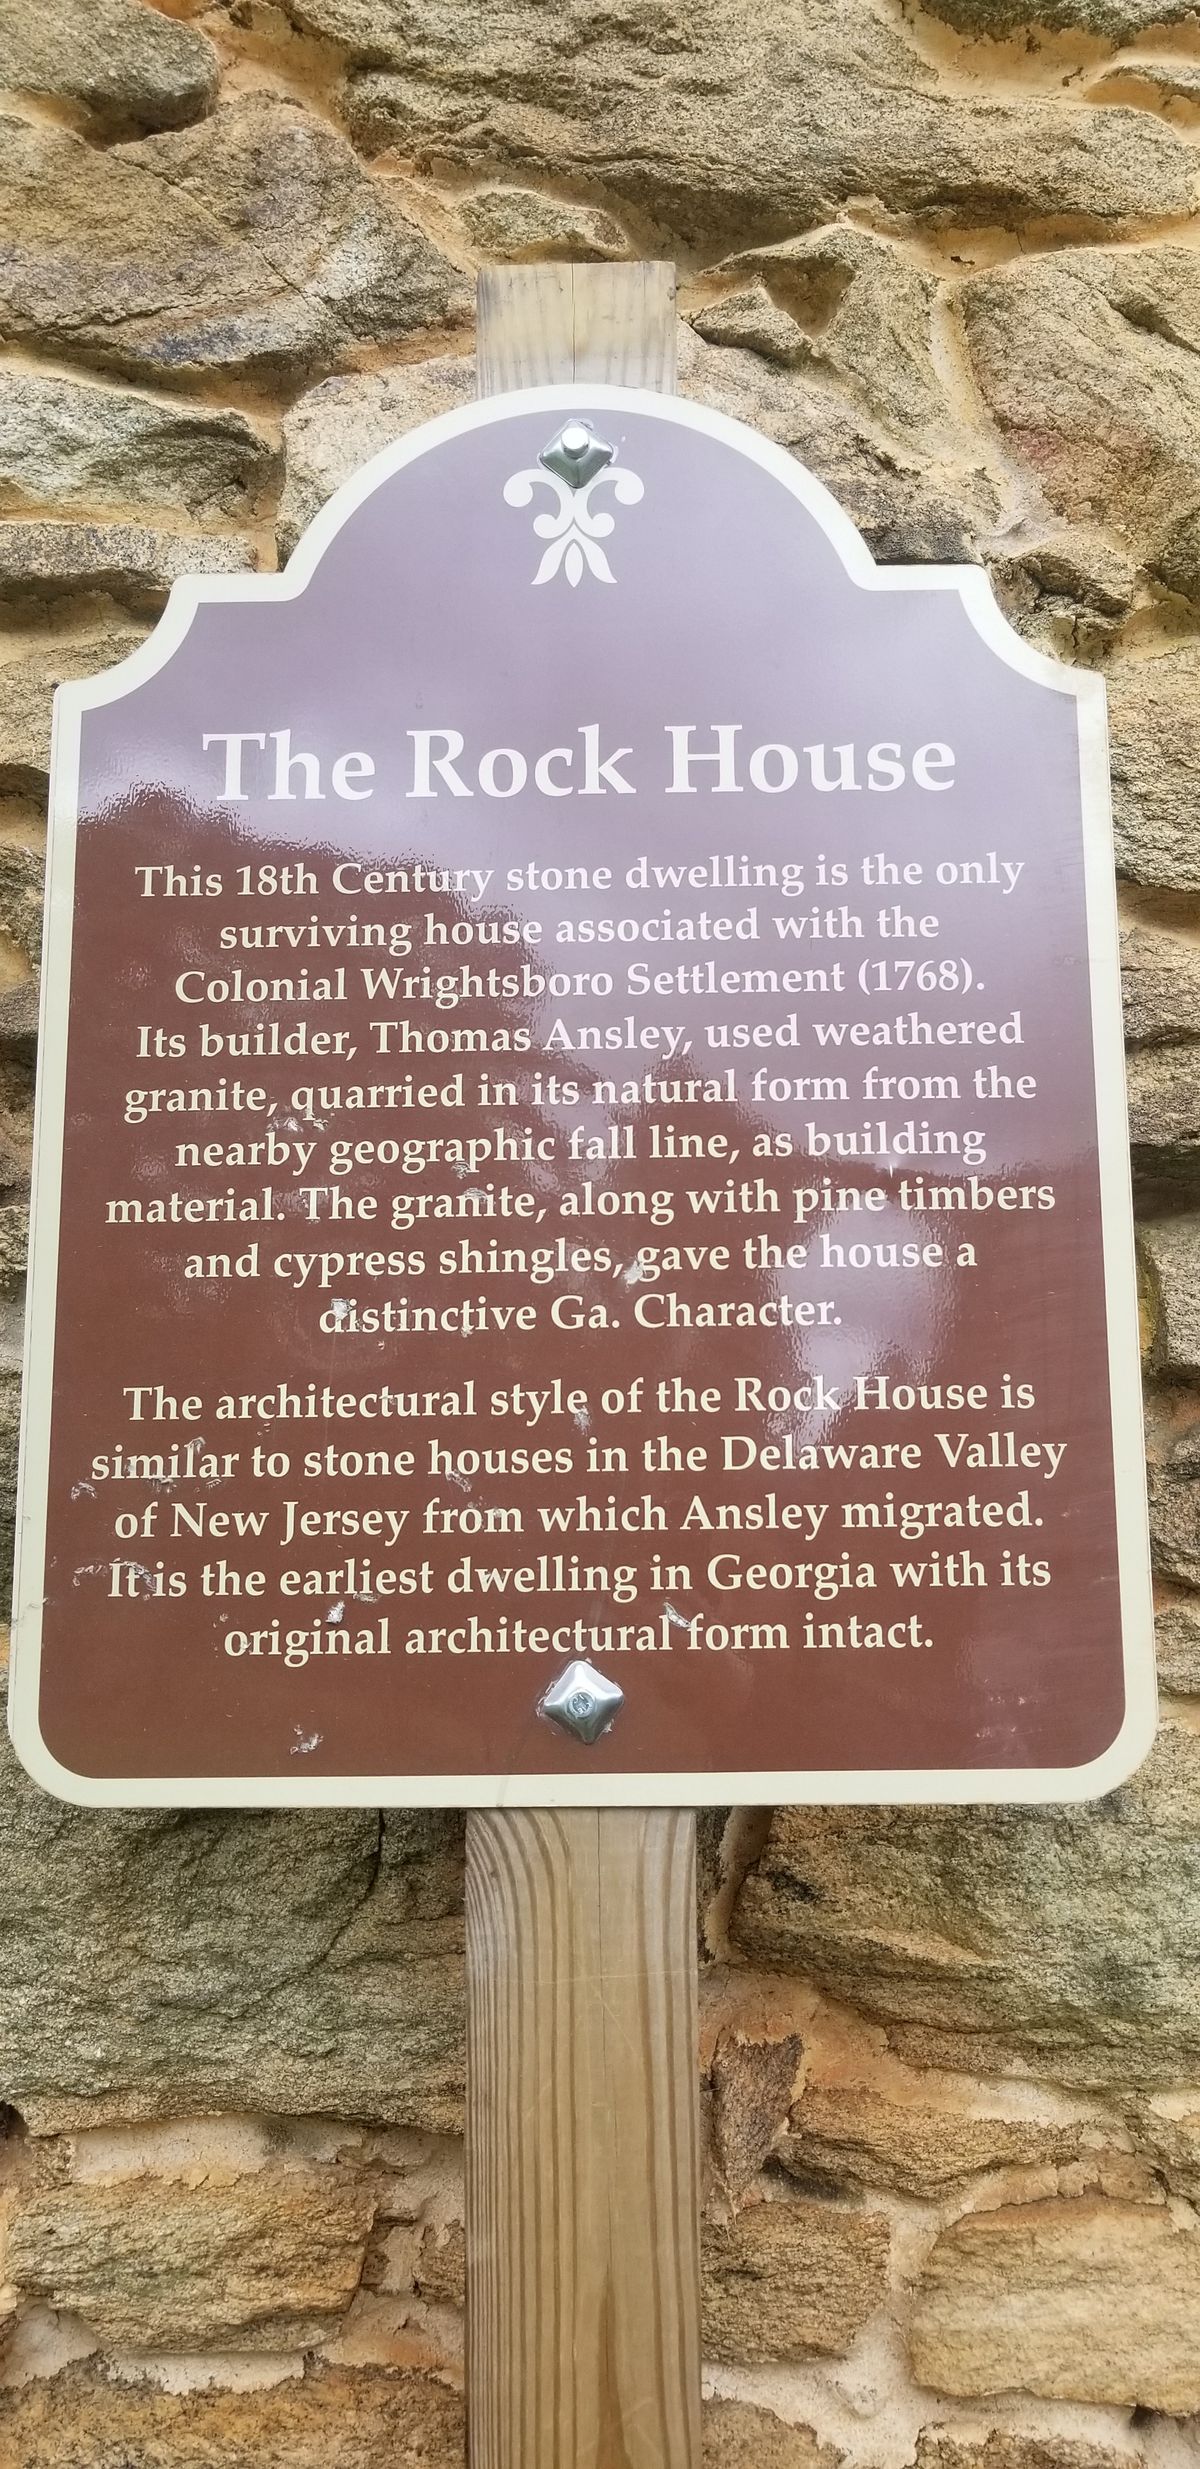 The Rock House
This 18th Century stone dwelling is the only
surviving house associated with the
Colonial Wrightsboro Settlement (1768).
Its builder, Thomas Ansley, used weathered
granite, quarried in its natural form from the
nearby geographic fall line, as building
material. The granite, along with pine timbers
and cypress shingles, gave the house a
distinctive Ga. Character.
The architectural style of the Rock House is
similar to stone houses in the Delaware Valley
of New Jersey from which Ansley migrated.
It is the earliest dwelling in Georgia with its
original architectural form intact.